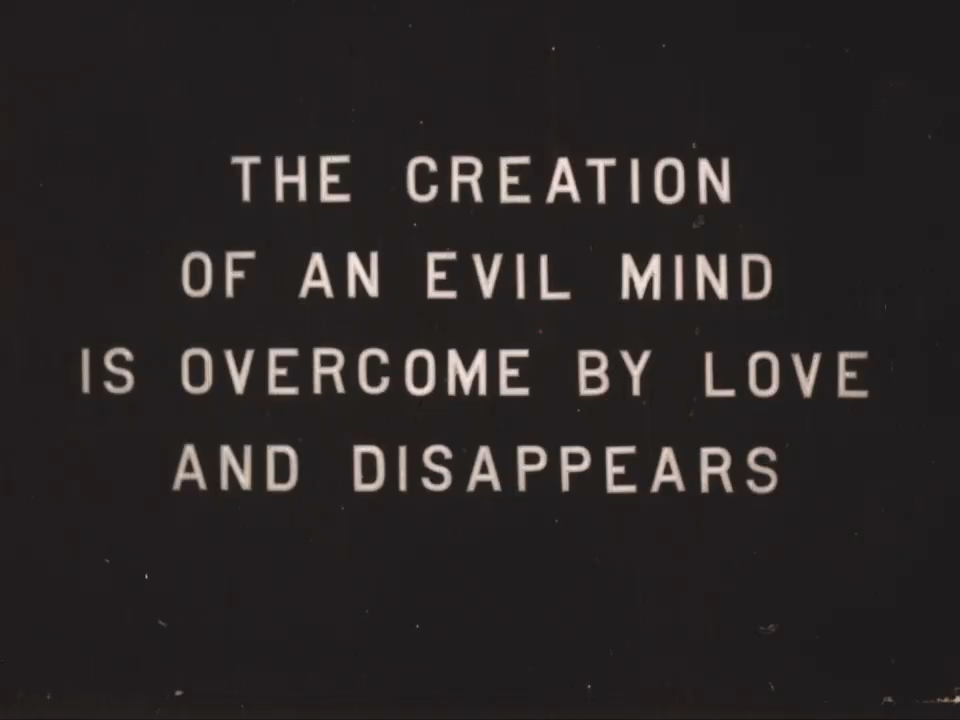 THE CREATION
OF AN EVIL MIND
IS OVERCOME BY LOVE
AND DISAPPEARS